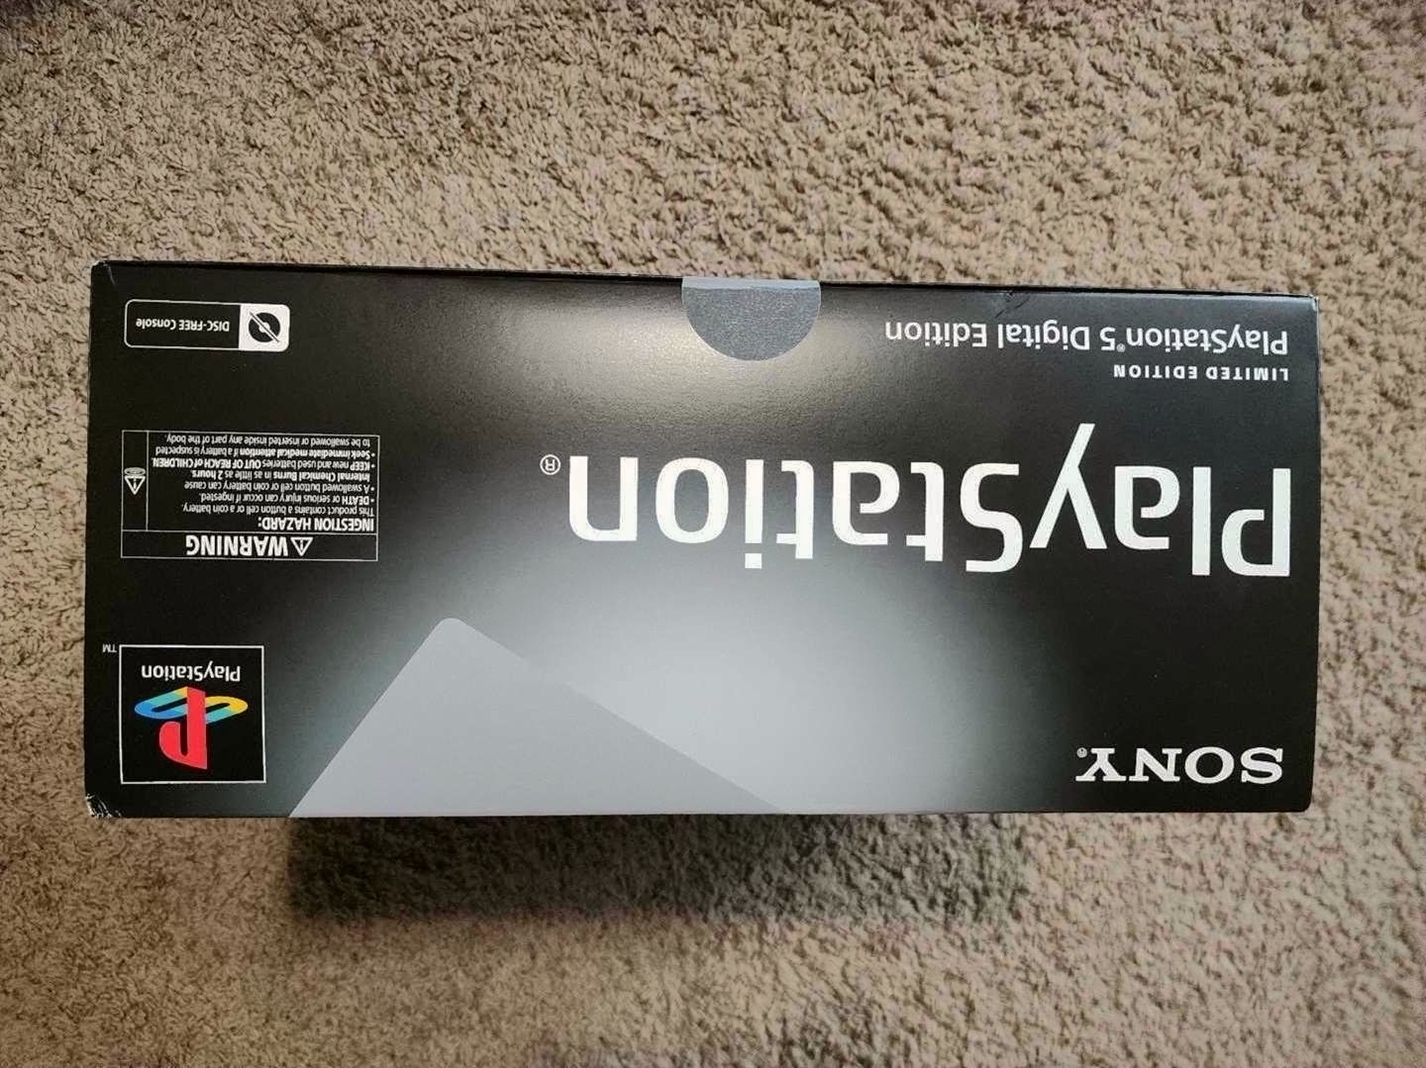 SONY®
PlayStation
TM
PlayStation®
WARNING
INGESTION HAZARD:
This product contains a button cell or a coin battery.
• DEATH or serious injury can occur if ingested.
• A swallowed button cell or coin battery can cause
Internal Chemical Burns in as little as 2 hours.
• KEEP new and used batteries OUT OF REACH of CHILDREN.
• Seek immediate medical attention if a battery is suspected
to be swallowed or inserted inside any part of the body.
LIMITED EDITION
PlayStation®5 Digital Edition
DISC-FREE Console